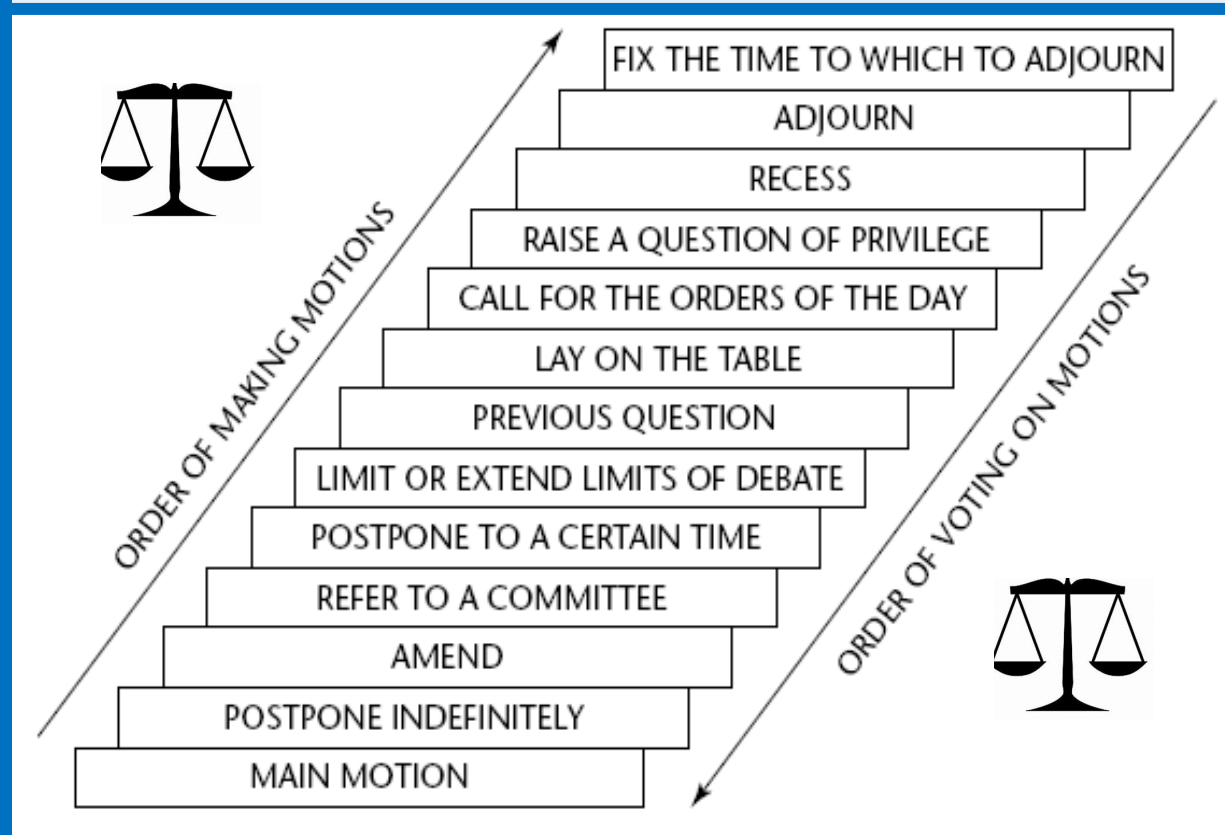 FIX THE TIME TO WHICH TO ADJOURN
ADJOURN
RECESS
RAISE A QUESTION OF PRIVILEGE
CALL FOR THE ORDERS OF THE DAY
LAY ON THE TABLE
PREVIOUS QUESTION
LIMIT OR EXTEND LIMITS OF DEBATE
POSTPONE TO A CERTAIN TIME
REFER TO A COMMITTEE
AMEND
POSTPONE INDEFINITELY
MAIN MOTION
ORDER OF MAKING MOTIONS
ORDER OF VOTING ON MOTIONS